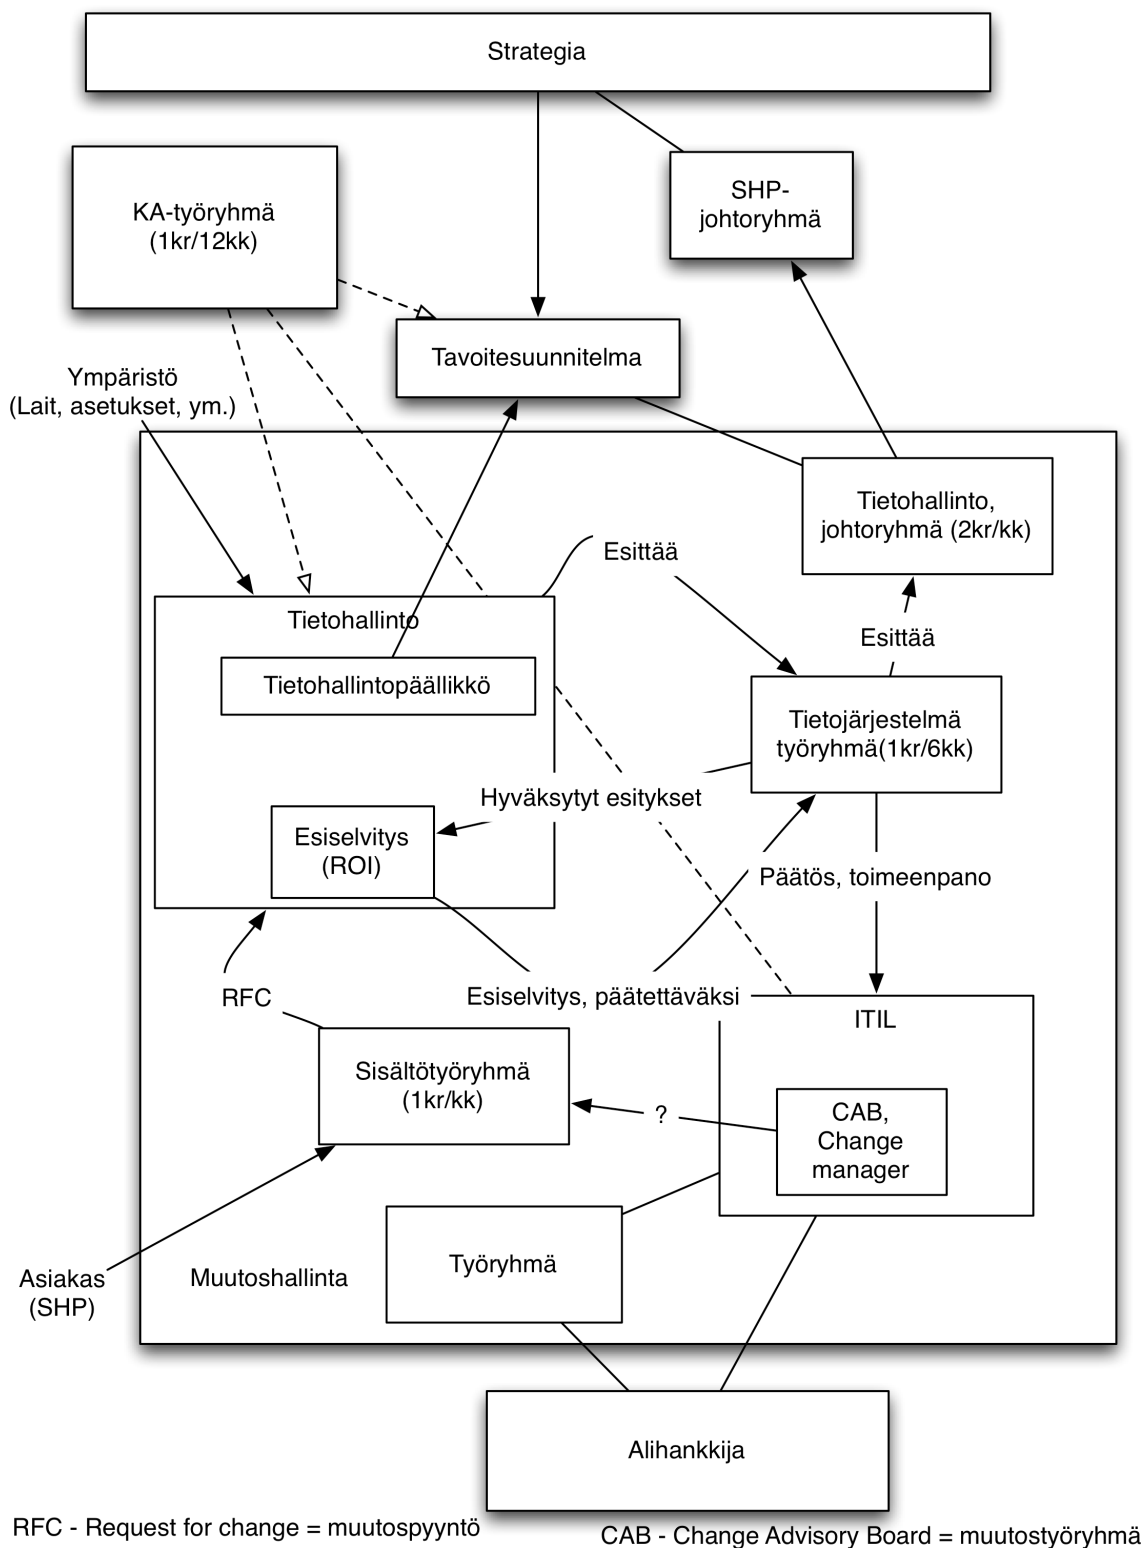 Strategia
KA-työryhmä
(1kr/12kk)
SHP-
johtoryhmä
Tavoitesuunnitelma
Ympäristö
(Lait, asetukset, ym.)
Tietohallinto,
johtoryhmä (2kr/kk)
Esittää
Tietohallinto
Esittää
Tietohallintopäällikkö
Tietojärjestelmä
työryhmä(1kr/6kk)
Hyväksytyt esitykset
Esiselvitys
(ROI)
Päätös, toimeenpano
RFC
Esiselvitys, päätettäväksi
ITIL
Sisältötyöryhmä
(1kr/kk)
?
CAB,
Change
manager
Työryhmä
Asiakas
(SHP)
Muutoshallinta
Alihankkija
RFC - Request for change = muutospyyntö
CAB - Change Advisory Board = muutostyöryhmä